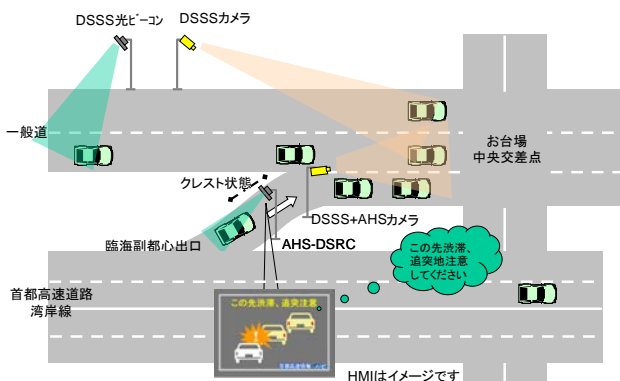 DSSS光ビーコン
DSSSカメラ
一般道
お台場
中央交差点
クレスト状態
DSSS+AHSカメラ
臨海副都心出口
AHS-DSRC
この先渋滞、
追突地注意
してください
首都高速道路
湾岸線
この先渋滞、追突注意
HMIはイメージです